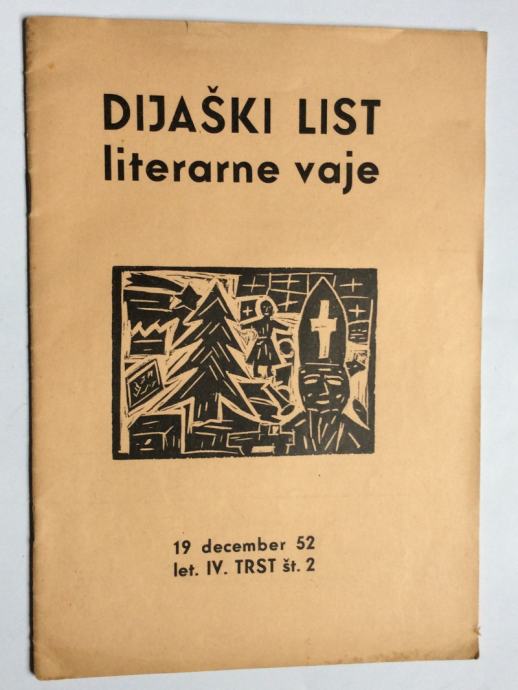 DIJAŠKI LIST
literarne vaje
19 december 52
let. IV. TRST št. 2